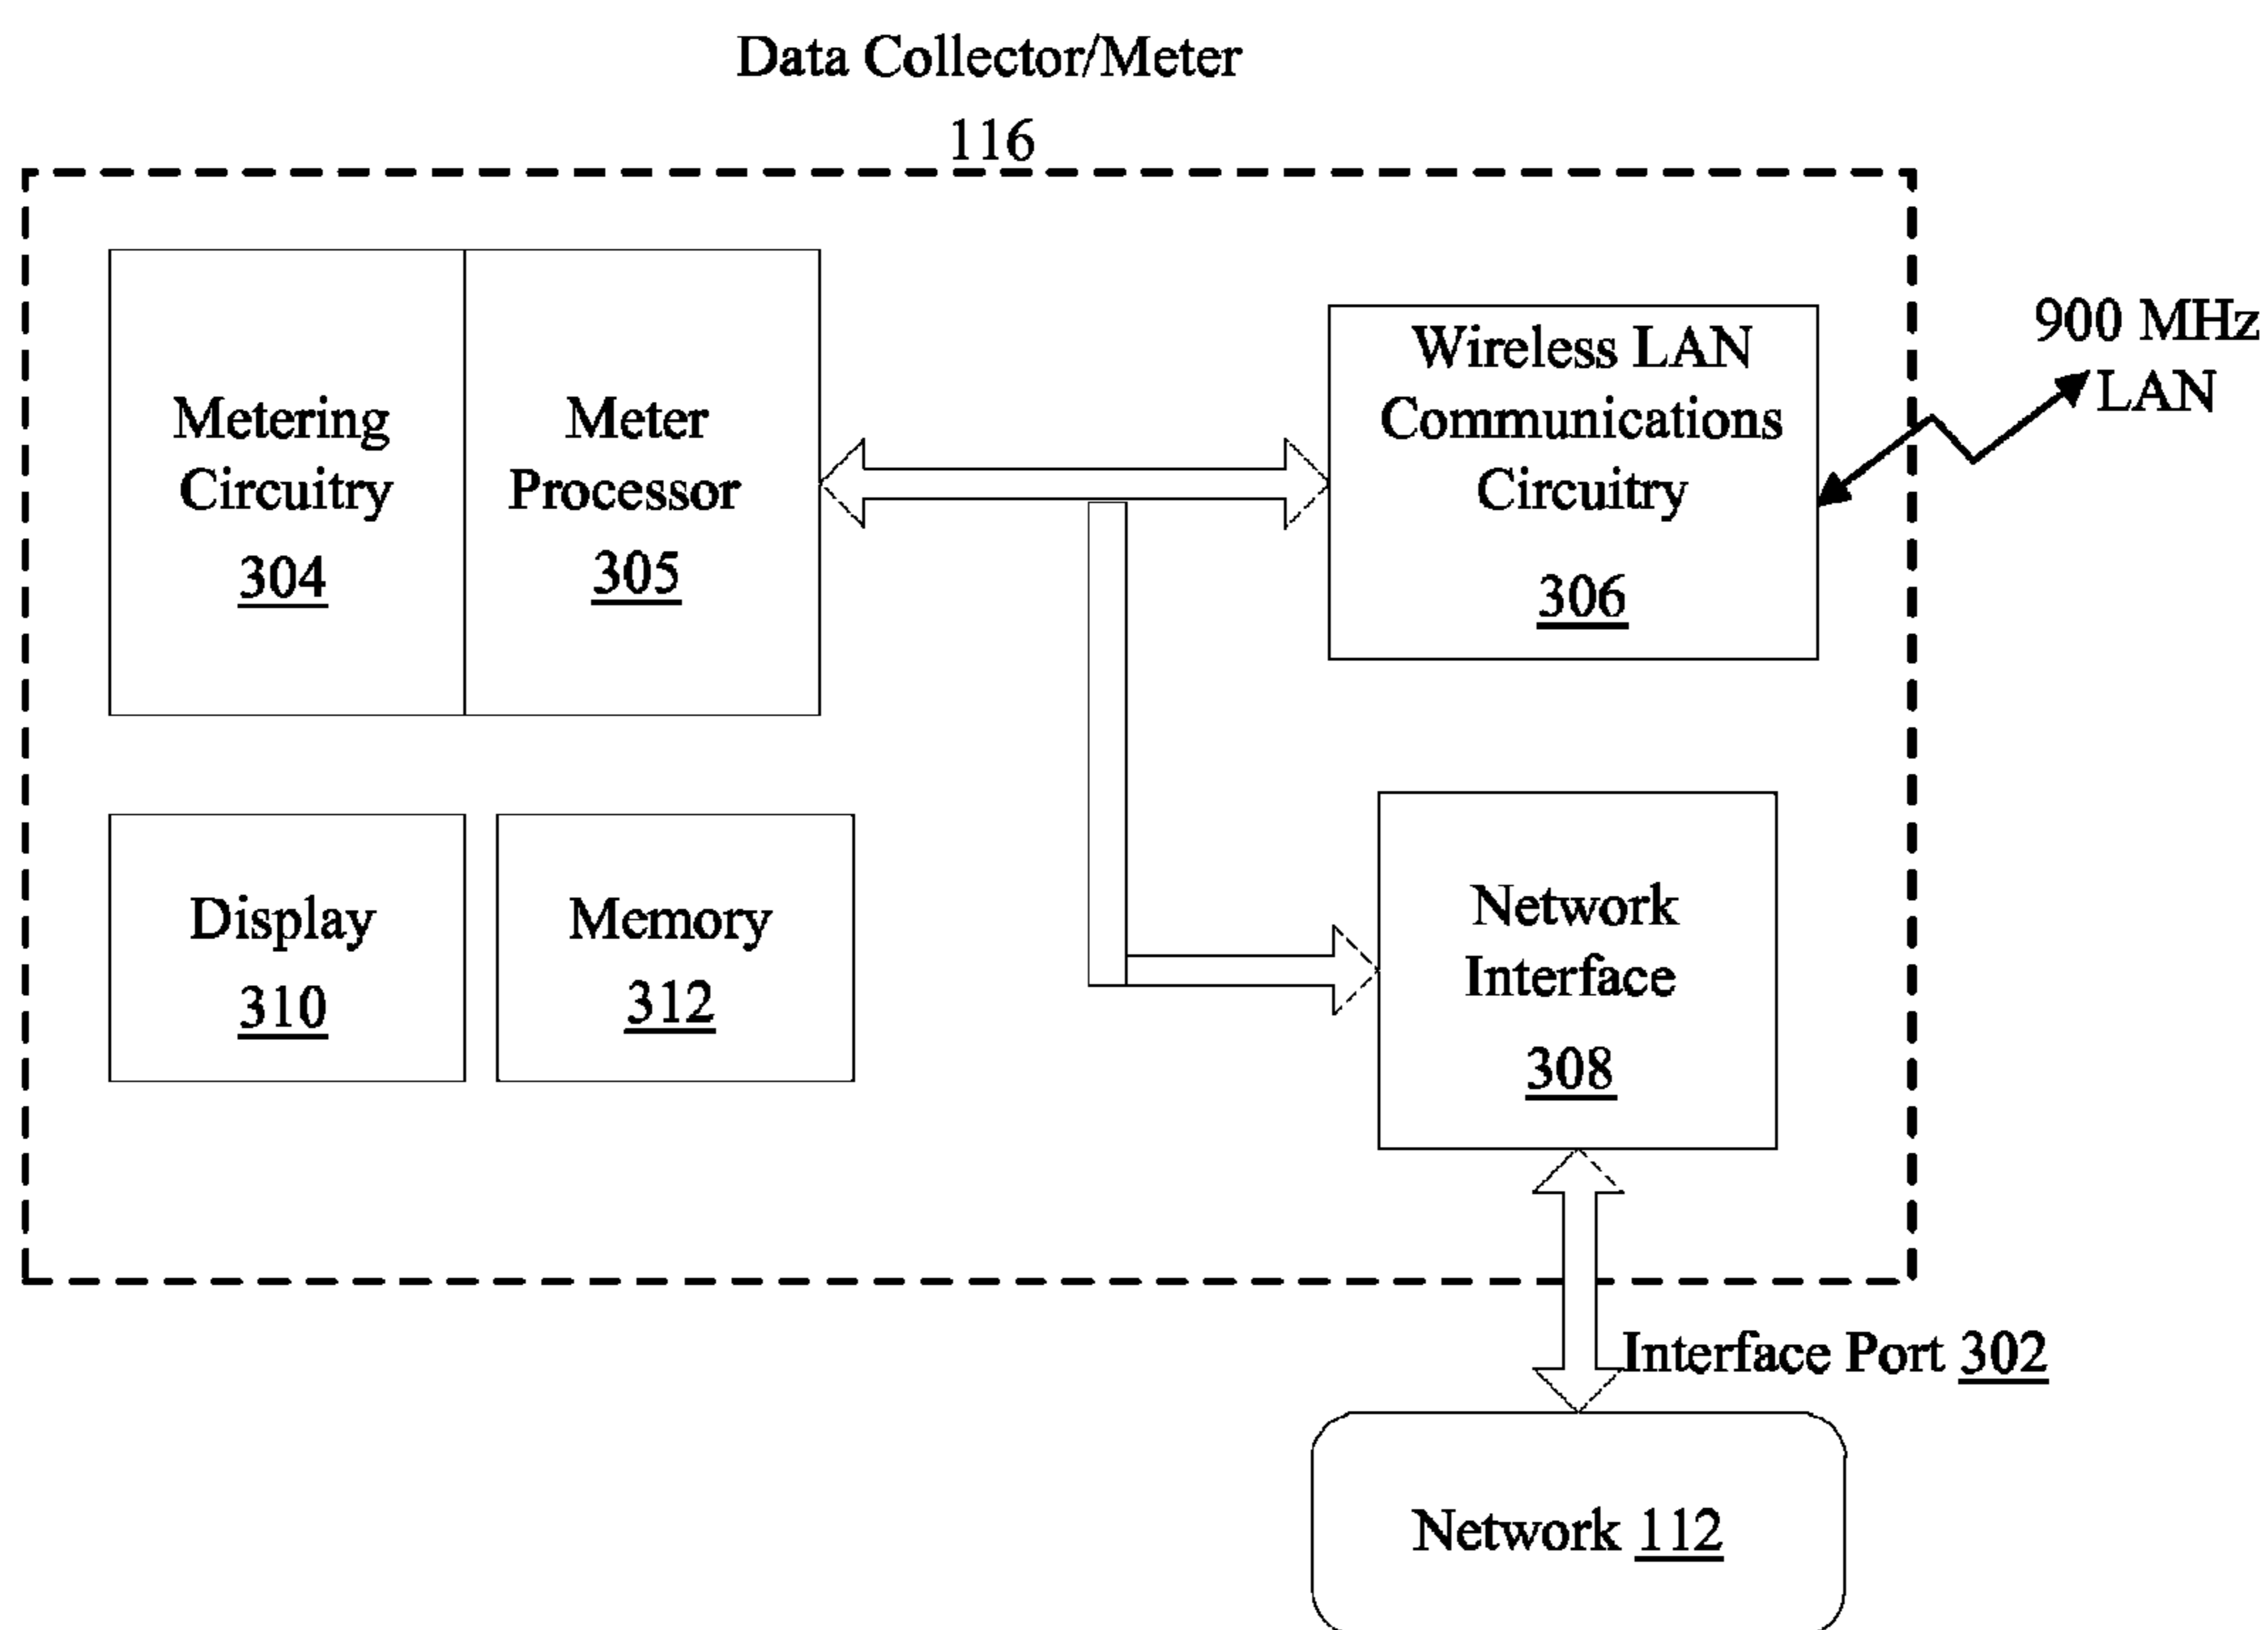 Data Collector/Meter
116
Metering
Circuitry
304
Meter
Processor
305
Wireless LAN
Communications
Circuitry
306
900 MHz
LAN
Display
310
Memory
312
Network
Interface
308
Interface Port 302
Network 112